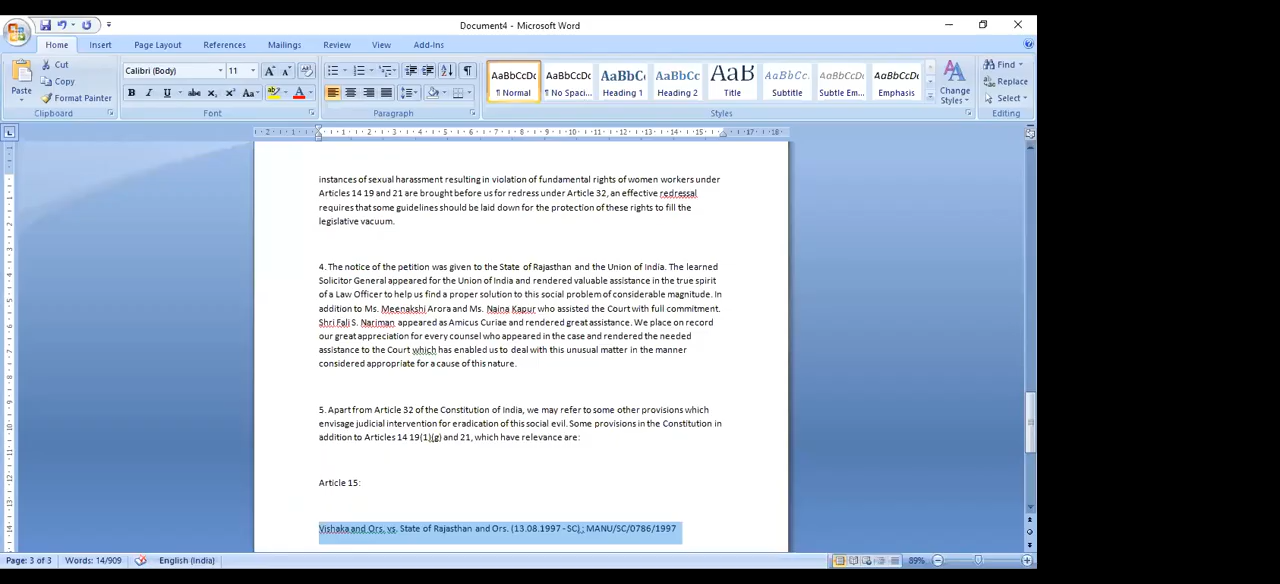 Document4 - Microsoft Word
Home Insert Page Layout References Mailings Review View Add-Ins
Cut
Copy
Format Painter
Paste
Clipboard
Calibri (Body) 11
Font
Paragraph
AaBbCcDc AaBbCcDc AaBbC AaBbCc AaB AaBbCc. AaBbCcDc AaBbCcDc
¶ Normal ¶ No Spaci... Heading 1 Heading 2 Title Subtitle Subtle Em... Emphasis
Change Styles
Styles
Find
Replace
Select
Editing
instances of sexual harassment resulting in violation of fundamental rights of women workers under
Articles 14 19 and 21 are brought before us for redress under Article 32, an effective redressal
requires that some guidelines should be laid down for the protection of these rights to fill the
legislative vacuum.
4. The notice of the petition was given to the State of Rajasthan and the Union of India. The learned
Solicitor General appeared for the Union of India and rendered valuable assistance in the true spirit
of a Law Officer to help us find a proper solution to this social problem of considerable magnitude. In
addition to Ms. Meenakshi Arora and Ms. Naina Kapur who assisted the Court with full commitment.
Shri Fali S. Nariman appeared as Amicus Curiae and rendered great assistance. We place on record
our great appreciation for every counsel who appeared in the case and rendered the needed
assistance to the Court which has enabled us to deal with this unusual matter in the manner
considered appropriate for a cause of this nature.
5. Apart from Article 32 of the Constitution of India, we may refer to some other provisions which
envisage judicial intervention for eradication of this social evil. Some provisions in the Constitution in
addition to Articles 14 19(1)(g) and 21, which have relevance are:
Article 15:
Vishaka and Ors. vs. State of Rajasthan and Ors. (13.08.1997 - SC) ; MANU/SC/0786/1997
Page: 3 of 3 Words: 14/909 English (India) 89%